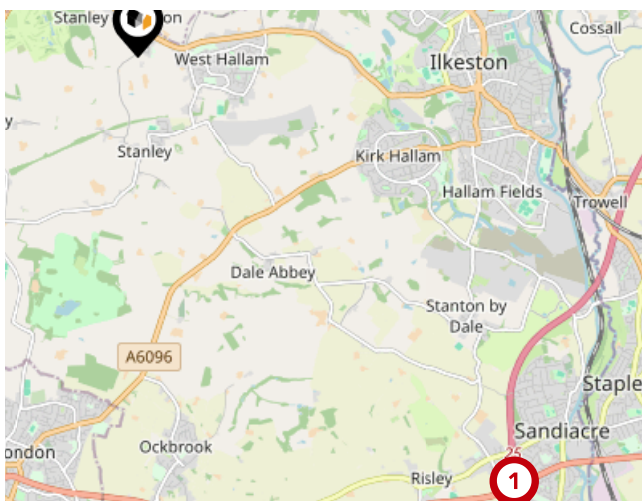 Stanley
on
Cossall
West Hallam
Ilkeston
y
Stanley
Kirk Hallam
Hallam Fields
Trowell
Dale Abbey
Stanton by
Dale
A6096
Staple
Sandiacre
ondon
Ockbrook
25
Risley
1